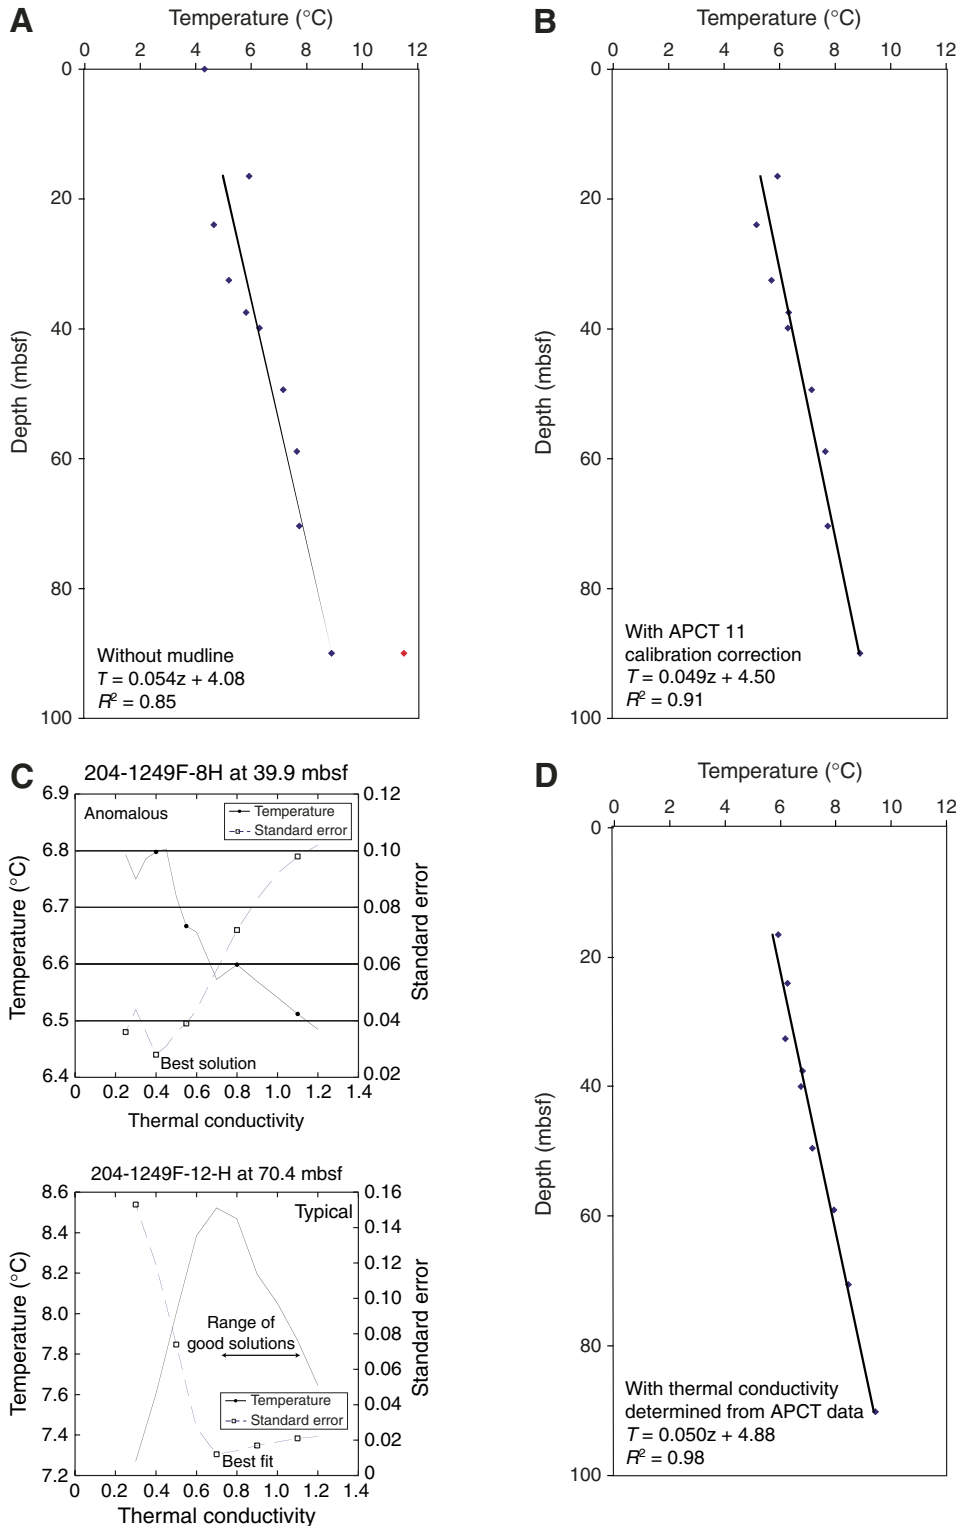 A
Temperature (°C)
0 2 4 6 8 10 12
0
20
40
60
80
100
Depth (mbsf)
Without mudline
T = 0.054z + 4.08
R² = 0.85
B
Temperature (°C)
0 2 4 6 8 10 12
0
20
40
60
80
100
Depth (mbsf)
With APCT 11
calibration correction
T = 0.049z + 4.50
R² = 0.91
C
204-1249F-8H at 39.9 mbsf
6.9
6.8
6.7
6.6
6.5
6.4
Temperature (°C)
Anomalous
Temperature
Standard error
0.12
0.10
0.08
0.06
0.04
0.02
Standard error
Best solution
0 0.2 0.4 0.6 0.8 1.0 1.2 1.4
Thermal conductivity
204-1249F-12-H at 70.4 mbsf
8.6
8.4
8.2
8.0
7.8
7.6
7.4
7.2
Temperature (°C)
Typical
Range of
good solutions
Temperature
Standard error
Best fit
0.16
0.14
0.12
0.10
0.08
0.06
0.04
0.02
0
Standard error
0 0.2 0.4 0.6 0.8 1.0 1.2 1.4
Thermal conductivity
D
Temperature (°C)
0 2 4 6 8 10 12
0
20
40
60
80
100
Depth (mbsf)
With thermal conductivity
determined from APCT data
T = 0.050z + 4.88
R² = 0.98